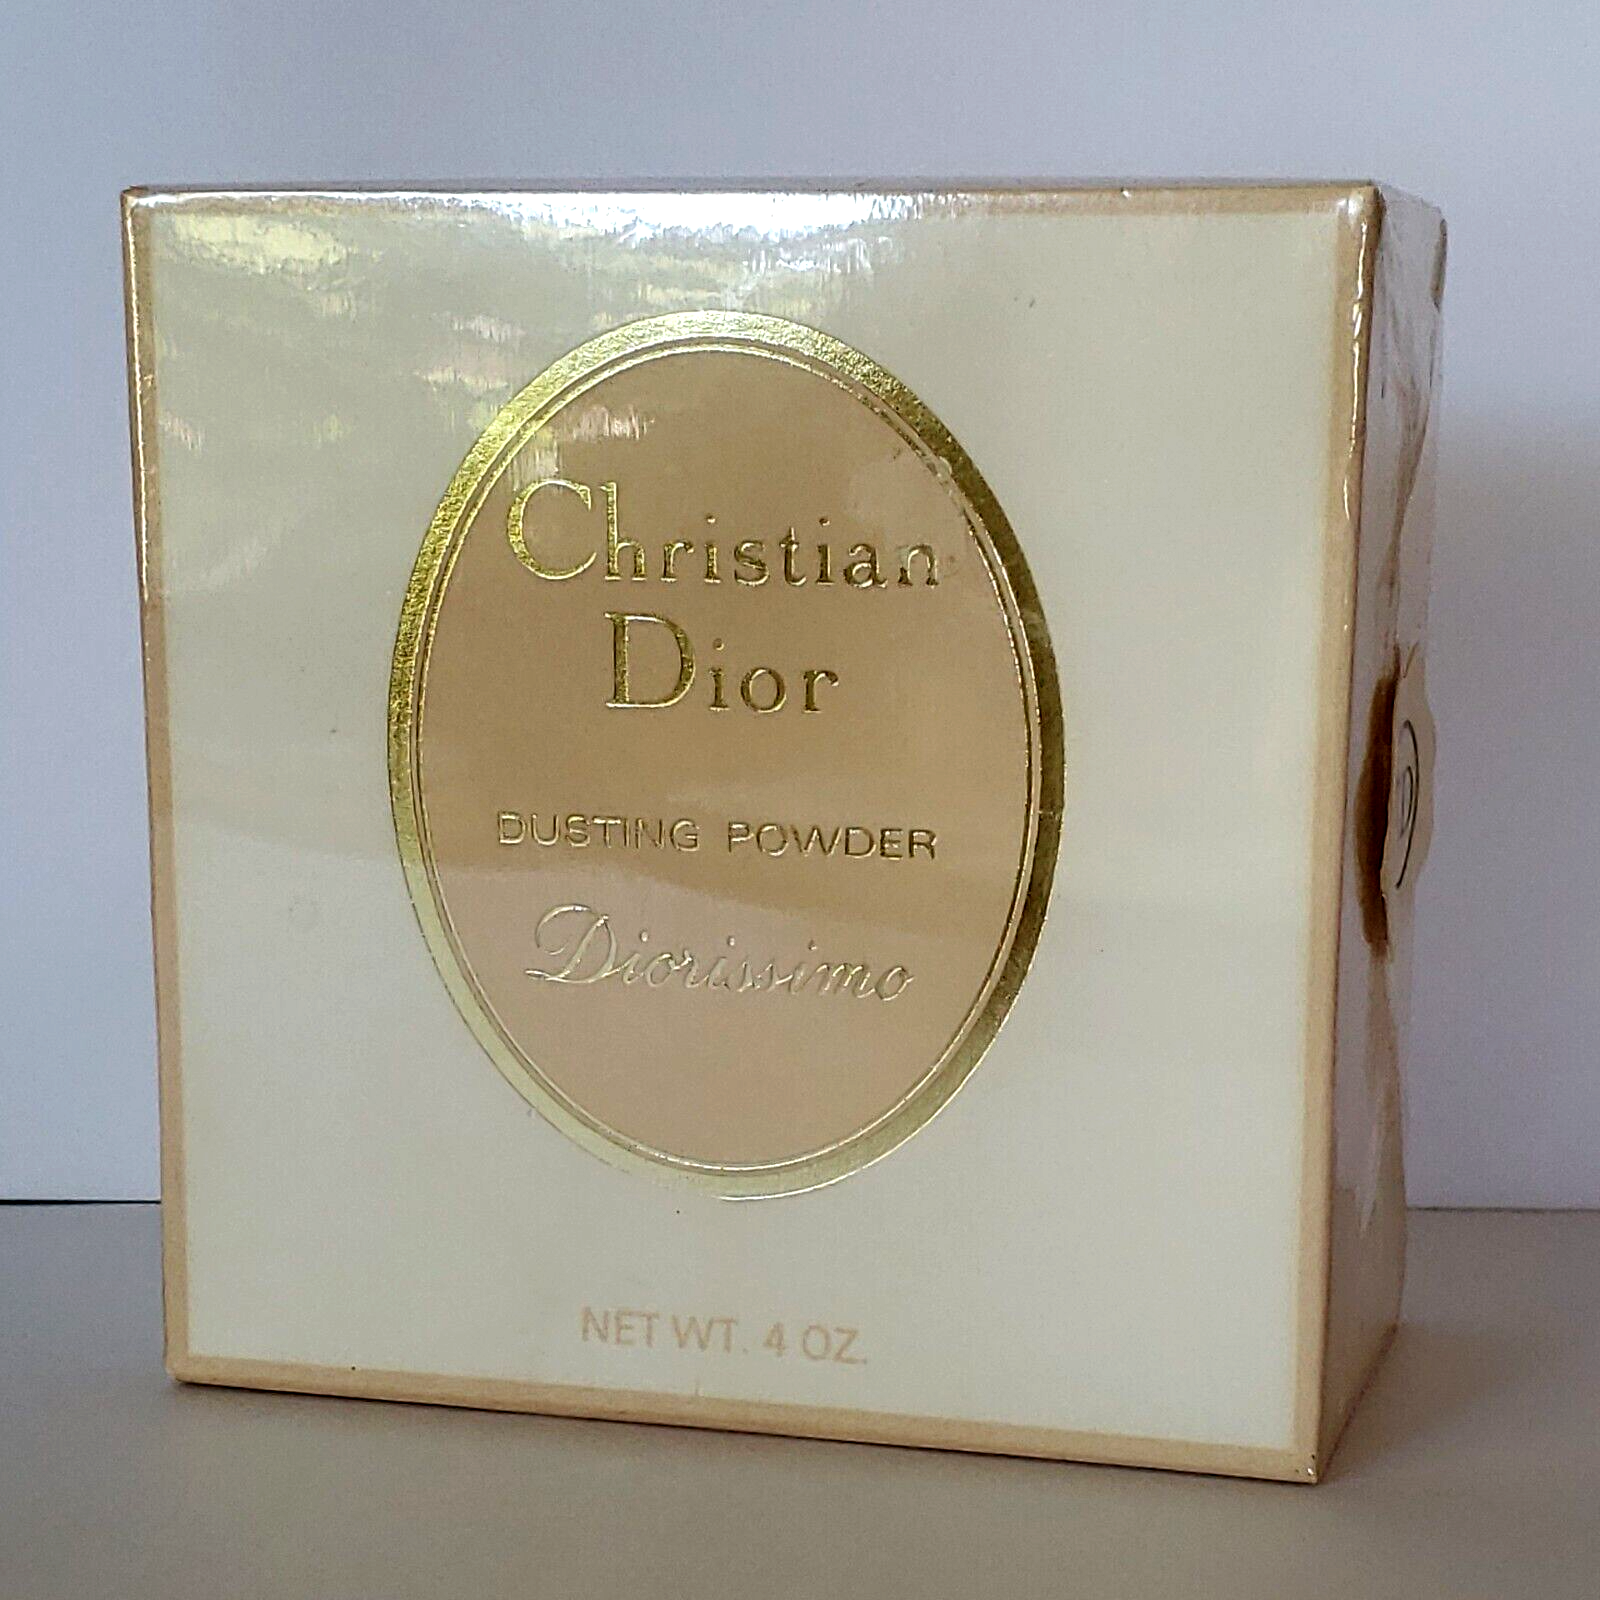 Christian
Dior
DUSTING POWDER
Diorissimo
NET WT. 4 OZ.